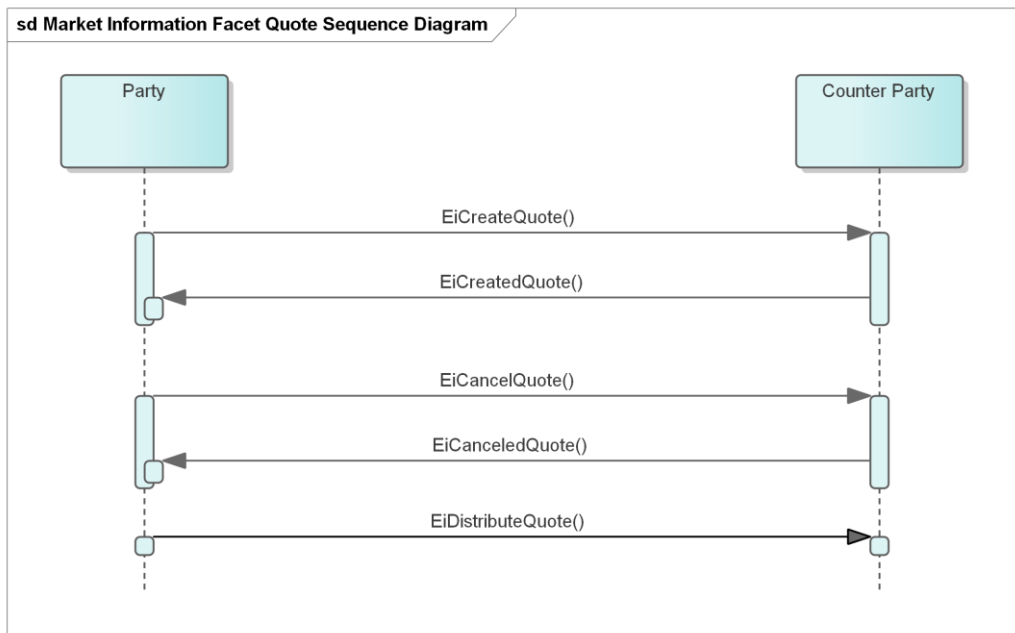 sd Market Information Facet Quote Sequence Diagram
Party
Counter Party
EiCreateQuote()
EiCreatedQuote()
EiCancelQuote()
EiCanceledQuote()
EiDistributeQuote()